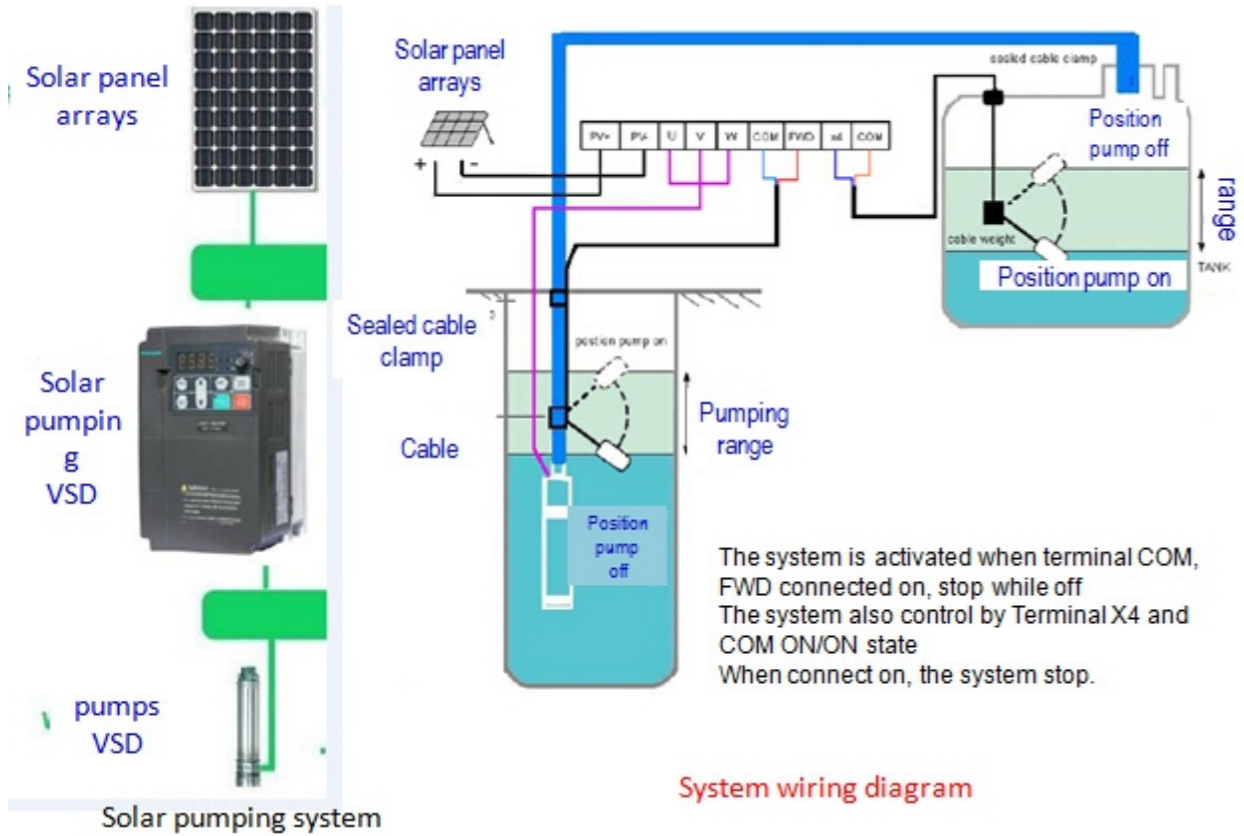 Solar panel
arrays
Solar
pumpin
g
VSD
pumps
VSD
Solar pumping system
Solar panel
arrays
+ -
PV+ PV- U V W COM FWD x4 COM
sealed cable clamp
Position
pump off
range
cable weight
TANK
Position pump on
Sealed cable
clamp
postion pump on
Pumping
range
Cable
Position
pump
off
The system is activated when terminal COM,
FWD connected on, stop while off
The system also control by Terminal X4 and
COM ON/ON state
When connect on, the system stop.
System wiring diagram